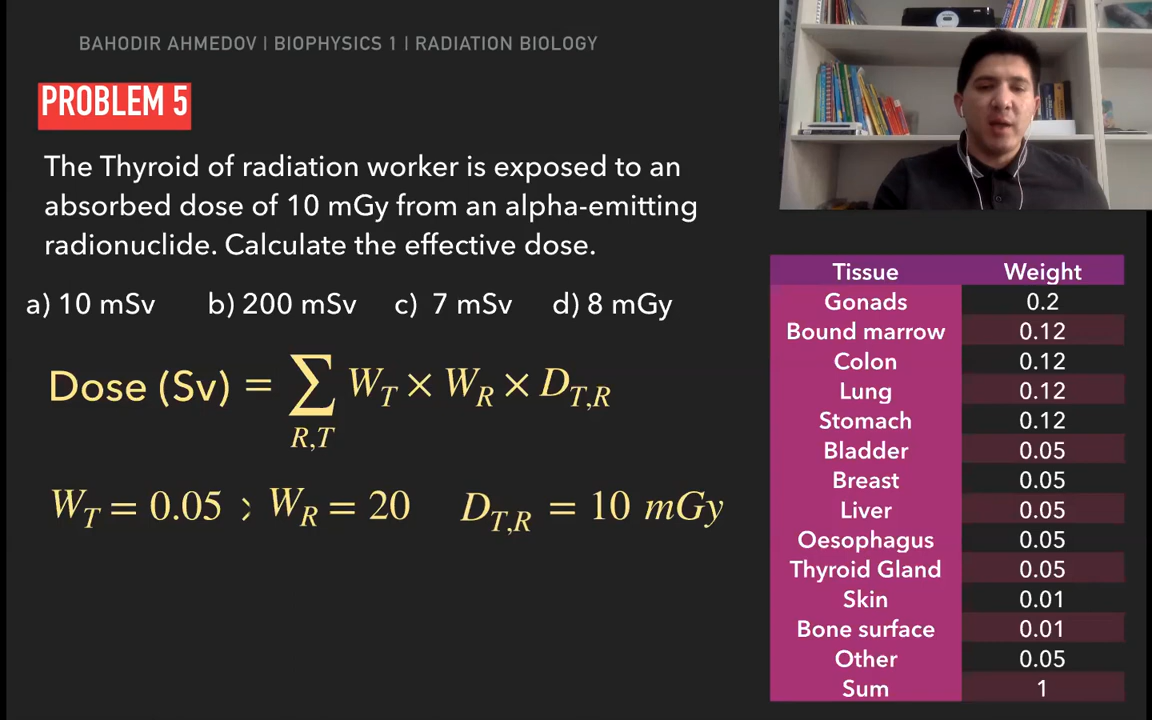 BAHODIR AHMEDOV | BIOPHYSICS 1 | RADIATION BIOLOGY
PROBLEM 5
The Thyroid of radiation worker is exposed to an
absorbed dose of 10 mGy from an alpha-emitting
radionuclide. Calculate the effective dose.
a) 10 mSv b) 200 mSv c) 7 mSv d) 8 mGy
Dose (Sv) = ∑_{R,T} W_T × W_R × D_{T,R}
W_T = 0.05 ; W_R = 20 D_{T,R} = 10 mGy
Tissue Weight
Gonads 0.2
Bound marrow 0.12
Colon 0.12
Lung 0.12
Stomach 0.12
Bladder 0.05
Breast 0.05
Liver 0.05
Oesophagus 0.05
Thyroid Gland 0.05
Skin 0.01
Bone surface 0.01
Other 0.05
Sum 1